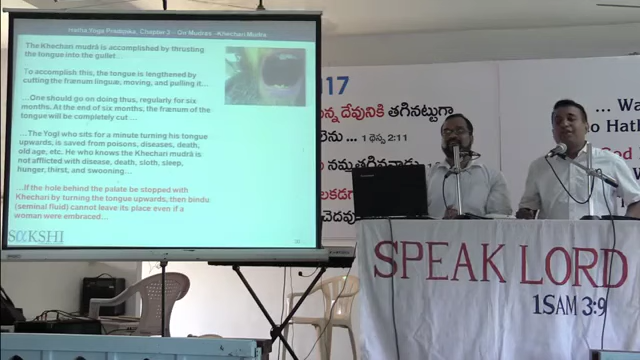 Hatha Yoga Pradipika, Chapter 3 - On Mudras - Khechari Mudra
The Khechari mudrâ is accomplished by thrusting
the tongue into the gullet...
To accomplish this, the tongue is lengthened by
cutting the frænum linguæ, moving, and pulling it...
...One should go on doing thus, regularly for six
months. At the end of six months, the frænum of the
tongue will be completely cut...
...The Yogî who sits for a minute turning his tongue
upwards, is saved from poisons, diseases, death,
old age, etc. He who knows the Khechari mudrâ is
not afflicted with disease, death, sloth, sleep,
hunger, thirst, and swooning...
...If the hole behind the palate be stopped with
Khechari by turning the tongue upwards, then bindu
(seminal fluid) cannot leave its place even if a
woman were embraced...
SAKSHI
017
దేవునికి తగినట్టుగా
1 థెస్స 2:11
... Wa
o Hath
God
SPEAK LORD
1SAM 3:9